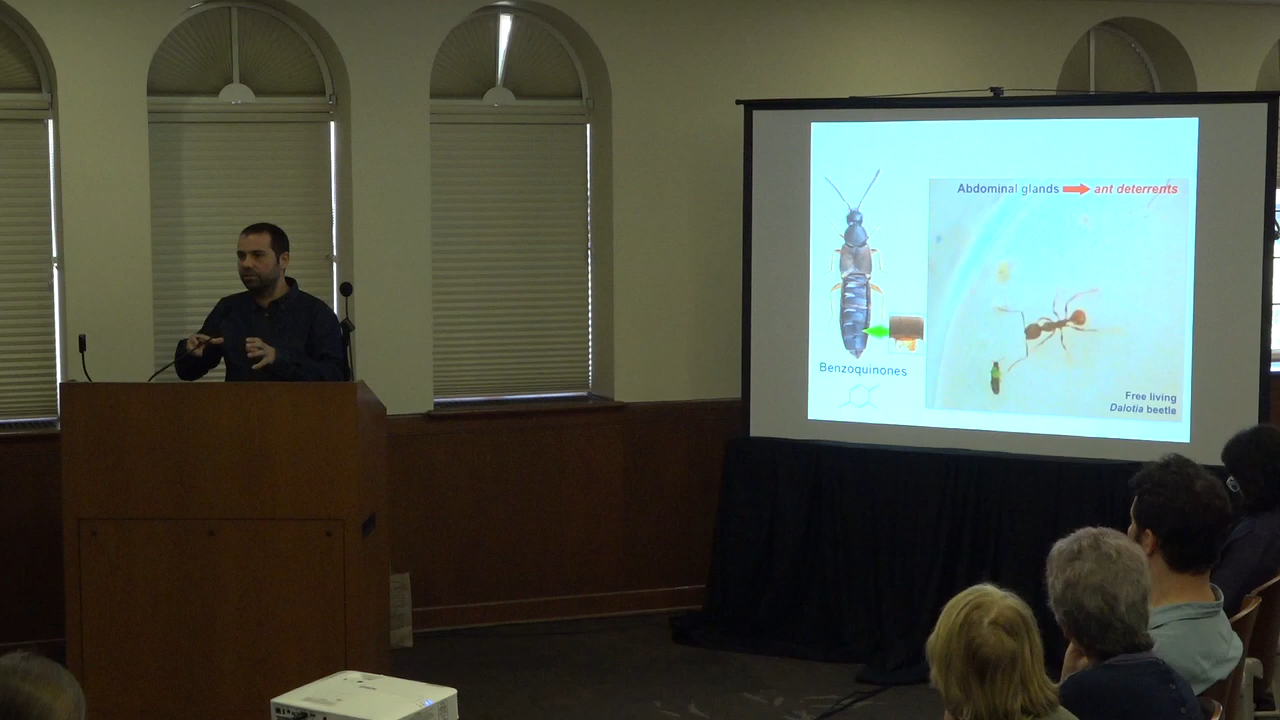 Abdominal glands ant deterrents
Benzoquinones
Free living
Dalotia beetle